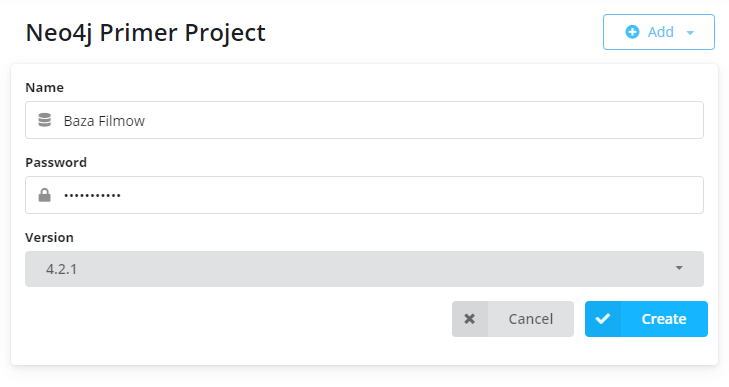 Neo4j Primer Project
Add
Name
Baza Filmow
Password
•••••••••••
Version
4.2.1
Cancel
Create